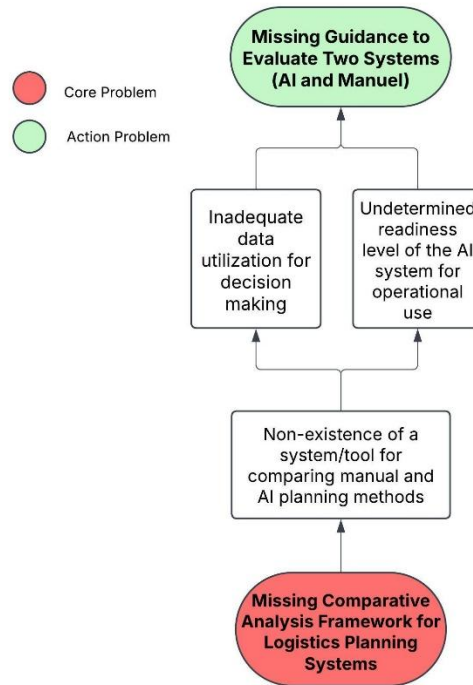 Missing Guidance to
Evaluate Two Systems
(AI and Manuel)
Core Problem
Action Problem
Inadequate
data
utilization for
decision
making
Undetermined
readiness
level of the AI
system for
operational
use
Non-existence of a
system/tool for
comparing manual and
AI planning methods
Missing Comparative
Analysis Framework for
Logistics Planning
Systems